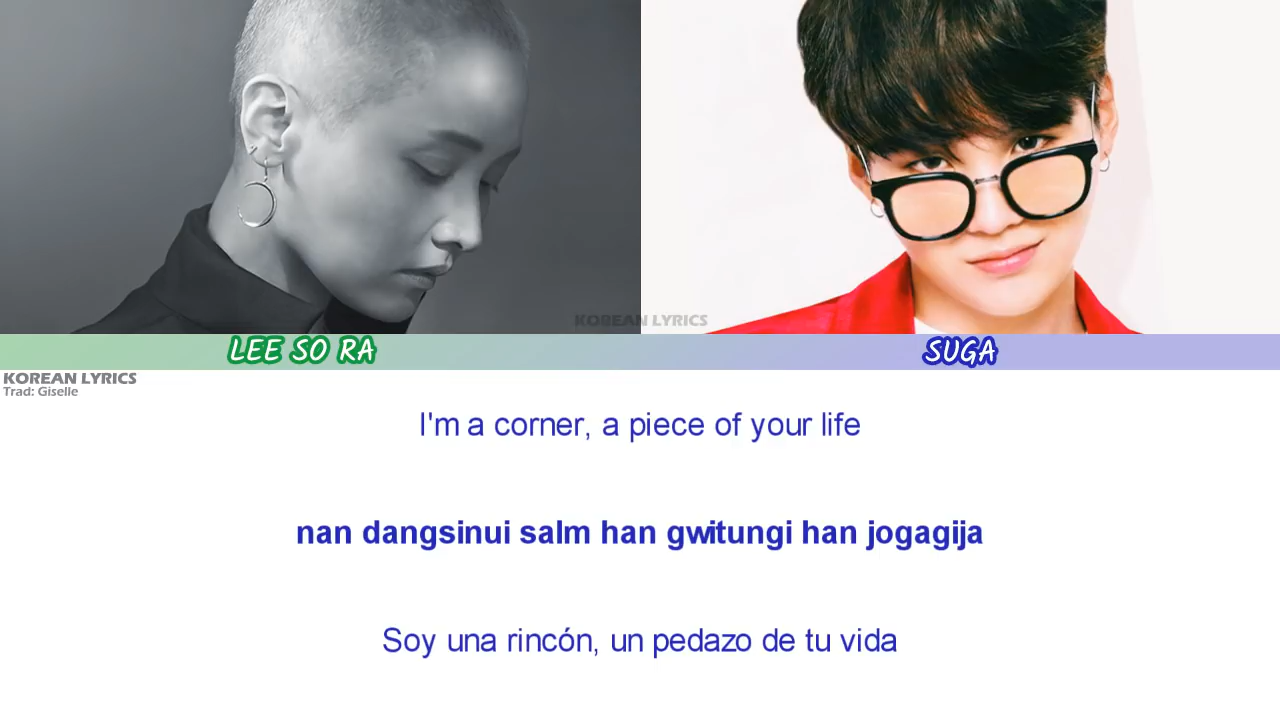 KOREAN LYRICS
LEE SO RA
SUGA
KOREAN LYRICS
Trad: Giselle
I'm a corner, a piece of your life
nan dangsinui salm han gwitungi han jogagija
Soy una rincón, un pedazo de tu vida